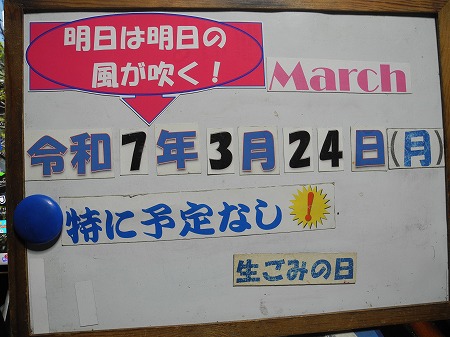 明日は明日の
風が吹く！
March
令和7年3月24日(月)
特に予定なし！
生ごみの日